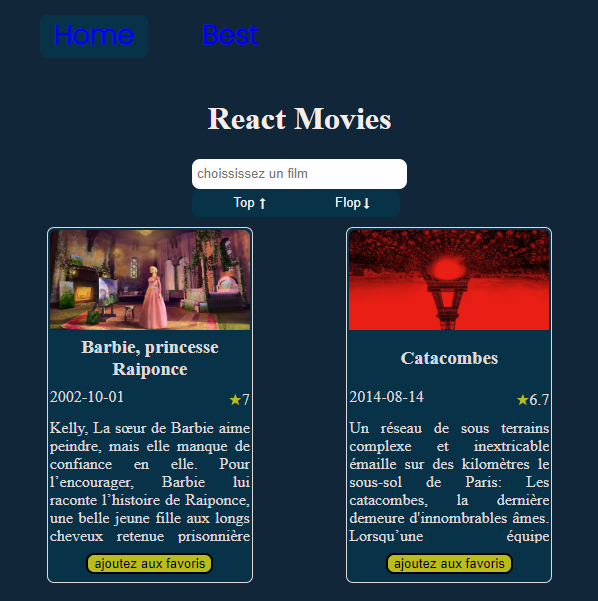 Home Best
React Movies
choississez un film
Top ↑ Flop ↓
Barbie, princesse
Raiponce
2002-10-01 ★7
Kelly, La sœur de Barbie aime
peindre, mais elle manque de
confiance en elle. Pour
l’encourager, Barbie lui
raconte l’histoire de Raiponce,
une belle jeune fille aux longs
cheveux retenue prisonnière
ajoutez aux favoris
Catacombes
2014-08-14 ★6.7
Un réseau de sous terrains
complexe et inextricable
émaille sur des kilomètres le
sous-sol de Paris: Les
catacombes, la dernière
demeure d'innombrables âmes.
Lorsqu’une équipe
ajoutez aux favoris